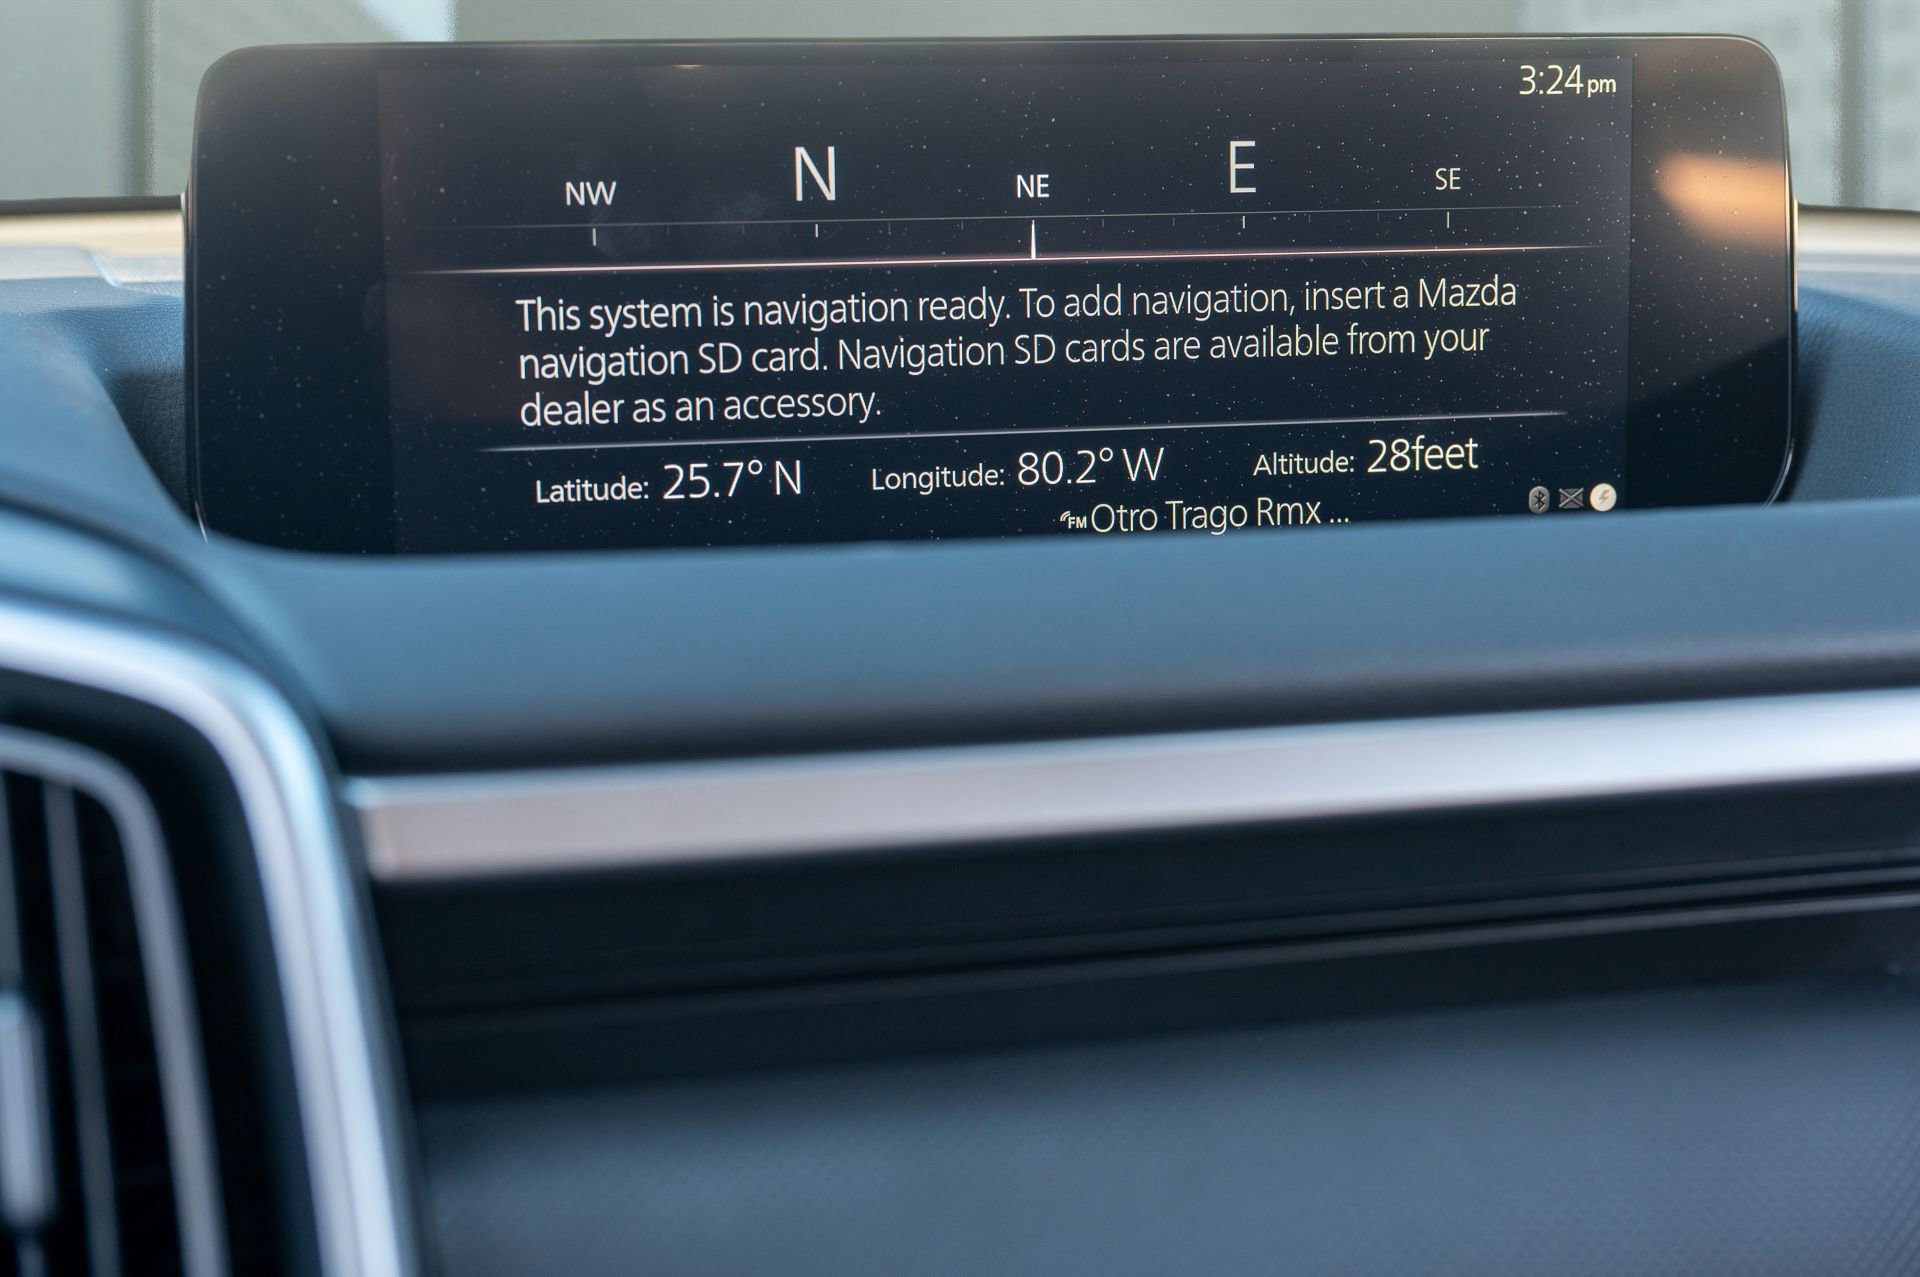 3:24 pm
NW N NE E SE
This system is navigation ready. To add navigation, insert a Mazda
navigation SD card. Navigation SD cards are available from your
dealer as an accessory.
Latitude: 25.7° N Longitude: 80.2° W Altitude: 28feet
FM Otro Trago Rmx ...